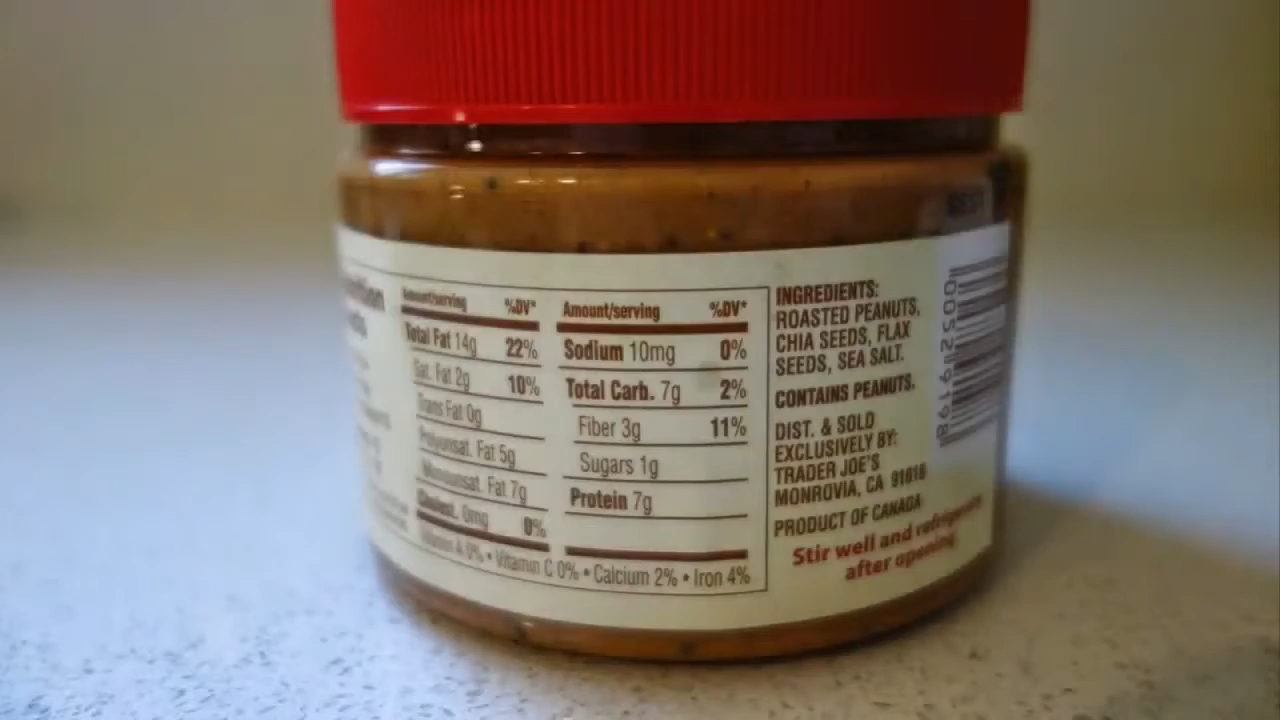 Amount/serving %DV*
Total Fat 14g 22%
Sat. Fat 2g 10%
Trans Fat 0g
Polyunsat. Fat 5g
Monounsat. Fat 7g
Cholest. 0mg 0%
Amount/serving %DV*
Sodium 10mg 0%
Total Carb. 7g 2%
Fiber 3g 11%
Sugars 1g
Protein 7g
Vitamin A 0% • Vitamin C 0% • Calcium 2% • Iron 4%
INGREDIENTS:
ROASTED PEANUTS,
CHIA SEEDS, FLAX
SEEDS, SEA SALT.
CONTAINS PEANUTS.
DIST. & SOLD
EXCLUSIVELY BY:
TRADER JOE'S
MONROVIA, CA 91016
PRODUCT OF CANADA
Stir well and refrigerate
after opening
BEST
00529198